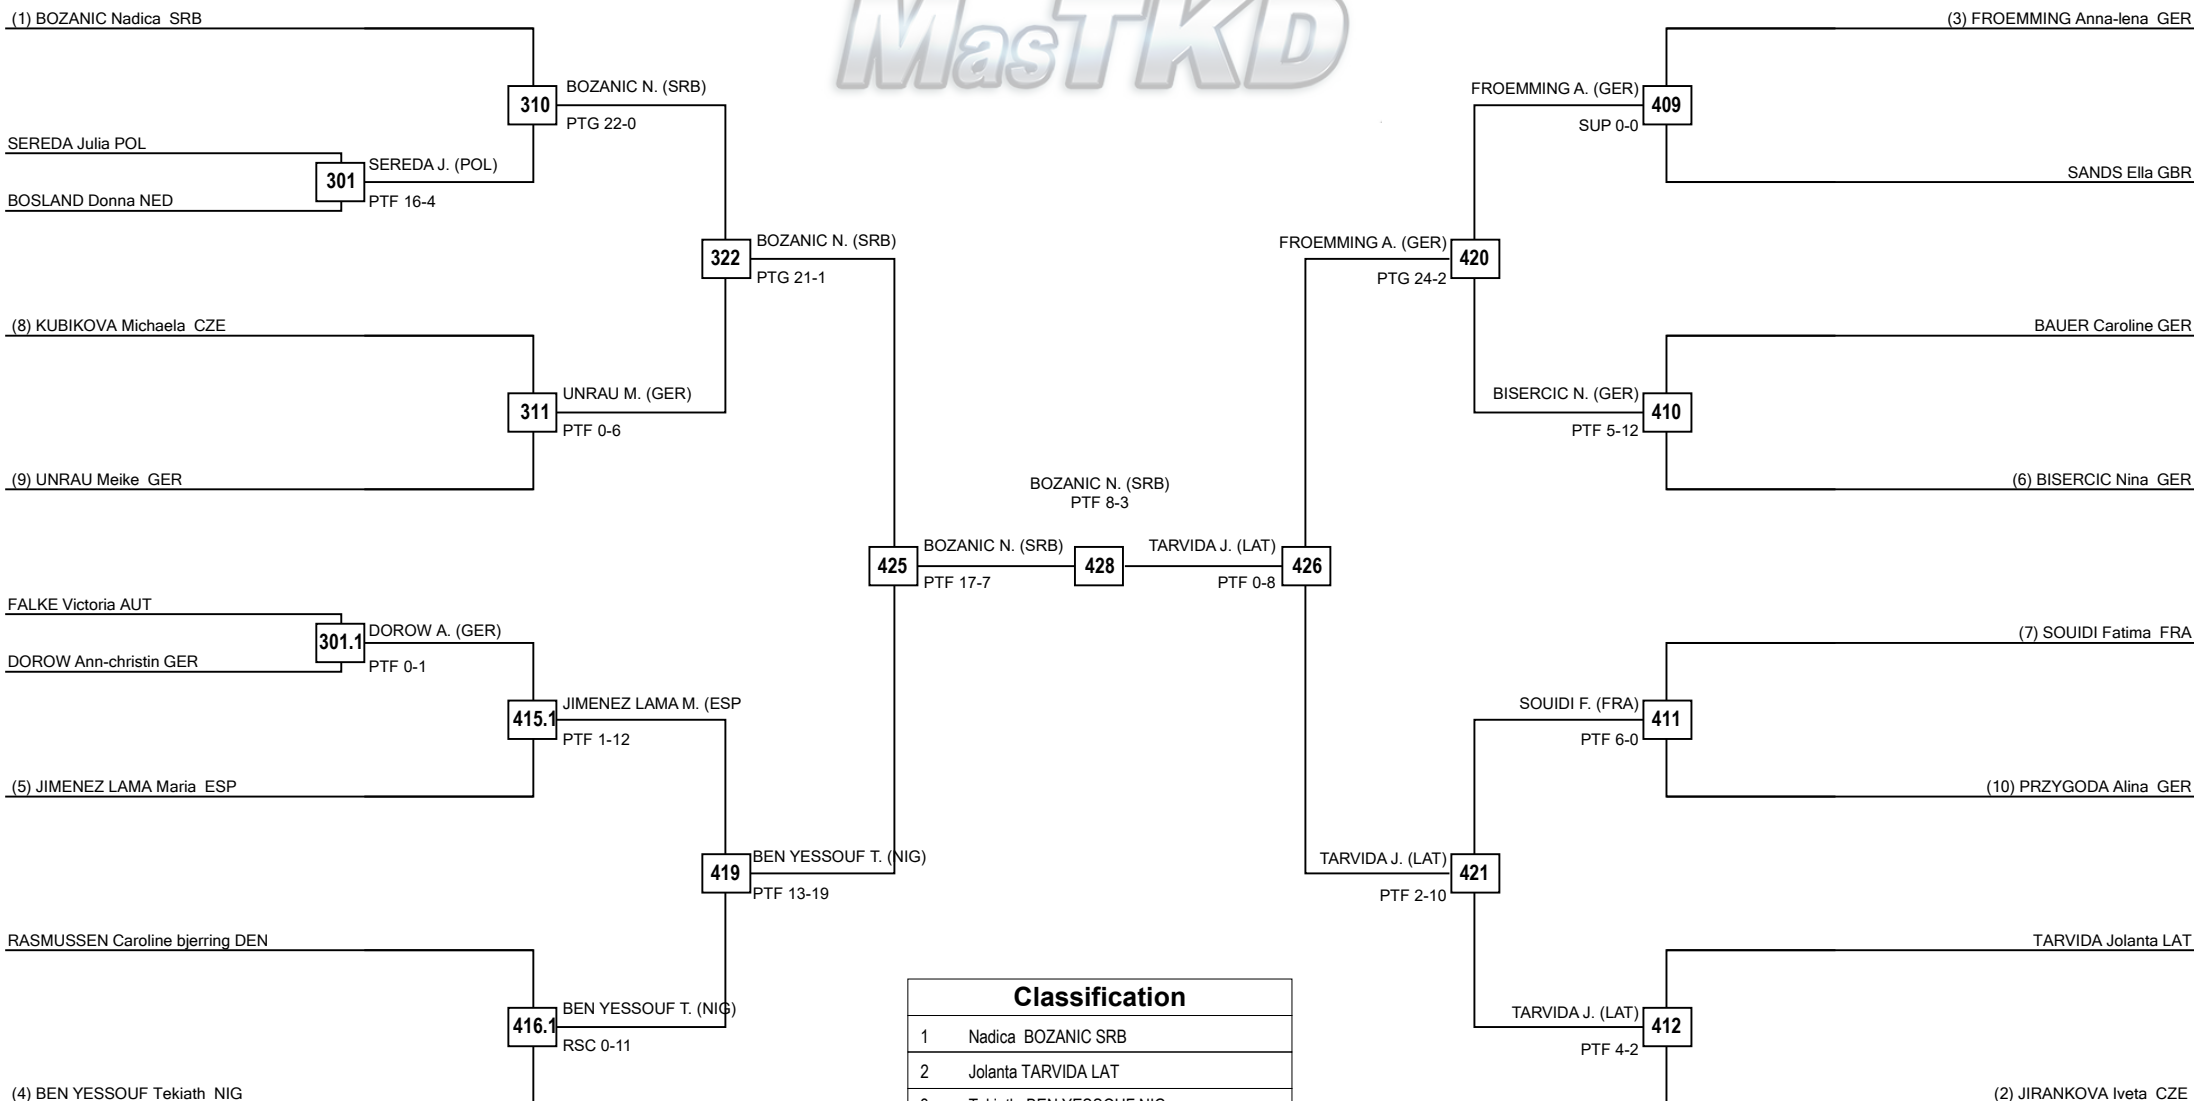 MasTKD
(1) BOZANIC Nadica SRB
SEREDA Julia POL
BOSLAND Donna NED
301
SEREDA J. (POL)
PTF 16-4
310
BOZANIC N. (SRB)
PTG 22-0
(8) KUBIKOVA Michaela CZE
(9) UNRAU Meike GER
311
UNRAU M. (GER)
PTF 0-6
322
BOZANIC N. (SRB)
PTG 21-1
FALKE Victoria AUT
DOROW Ann-christin GER
301.1
DOROW A. (GER)
PTF 0-1
(5) JIMENEZ LAMA Maria ESP
415.1
JIMENEZ LAMA M. (ESP
PTF 1-12
RASMUSSEN Caroline bjerring DEN
(4) BEN YESSOUF Tekiath NIG
416.1
BEN YESSOUF T. (NIG)
RSC 0-11
419
BEN YESSOUF T. (NIG)
PTF 13-19
425
BOZANIC N. (SRB)
PTF 17-7
BOZANIC N. (SRB)
PTF 8-3
428
TARVIDA J. (LAT)
PTF 0-8
426
(3) FROEMMING Anna-lena GER
SANDS Ella GBR
FROEMMING A. (GER)
SUP 0-0
409
FROEMMING A. (GER)
PTG 24-2
420
BAUER Caroline GER
(6) BISERCIC Nina GER
BISERCIC N. (GER)
PTF 5-12
410
(7) SOUIDI Fatima FRA
(10) PRZYGODA Alina GER
SOUIDI F. (FRA)
PTF 6-0
411
TARVIDA J. (LAT)
PTF 2-10
421
TARVIDA Jolanta LAT
(2) JIRANKOVA Iveta CZE
TARVIDA J. (LAT)
PTF 4-2
412
Classification
1 Nadica BOZANIC SRB
2 Jolanta TARVIDA LAT